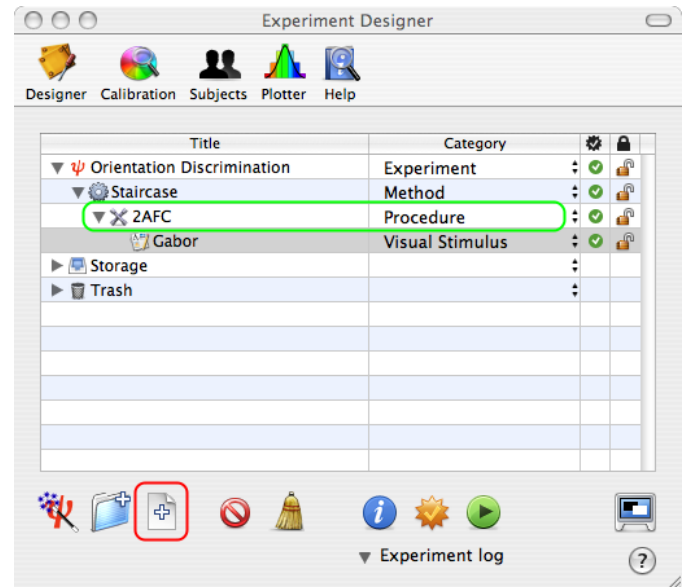 Experiment Designer
Designer Calibration Subjects Plotter Help
Title Category
ψ Orientation Discrimination Experiment
Staircase Method
2AFC Procedure
Gabor Visual Stimulus
Storage
Trash
Experiment log ?